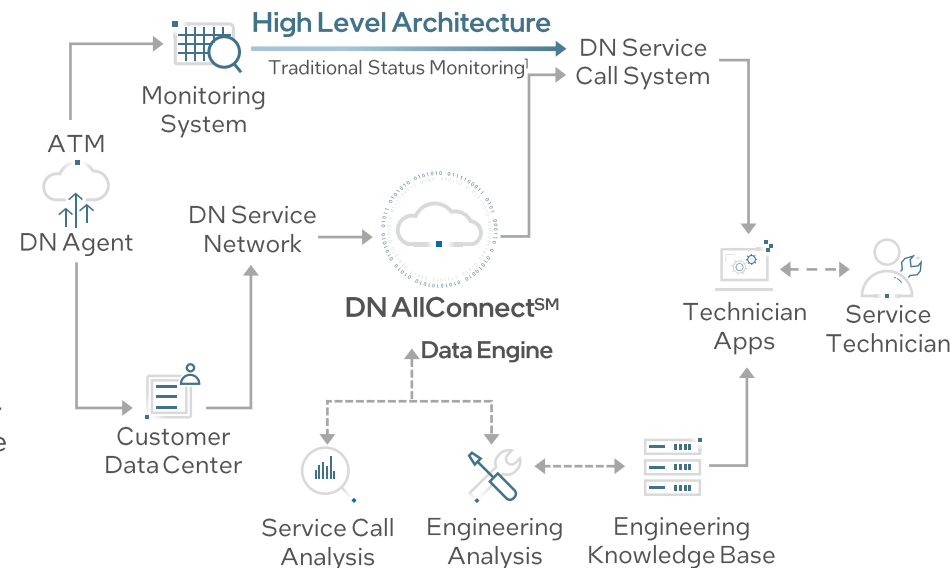 High Level Architecture
Traditional Status Monitoring¹
DN Service
Call System
Monitoring
System
ATM
DN Agent
DN Service
Network
DN AllConnect℠
Data Engine
Technician
Apps
Service
Technician
e
Customer
Data Center
Service Call
Analysis
Engineering
Analysis
Engineering
Knowledge Base